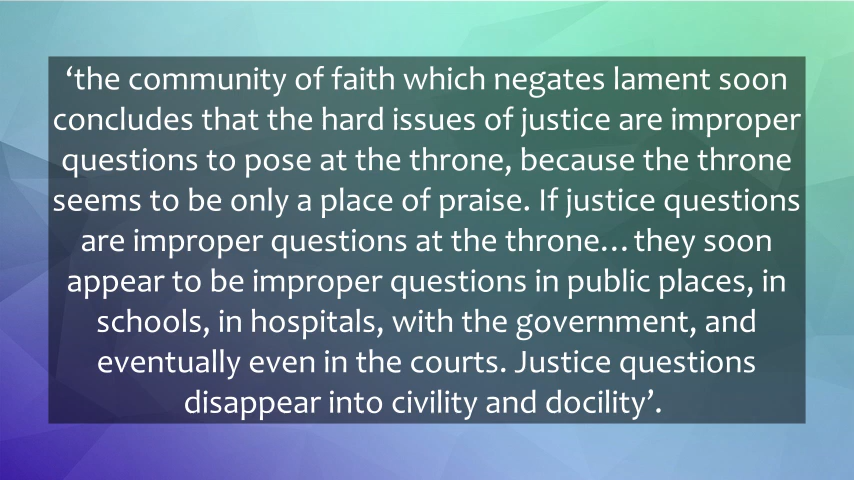 ‘the community of faith which negates lament soon
concludes that the hard issues of justice are improper
questions to pose at the throne, because the throne
seems to be only a place of praise. If justice questions
are improper questions at the throne…they soon
appear to be improper questions in public places, in
schools, in hospitals, with the government, and
eventually even in the courts. Justice questions
disappear into civility and docility’.